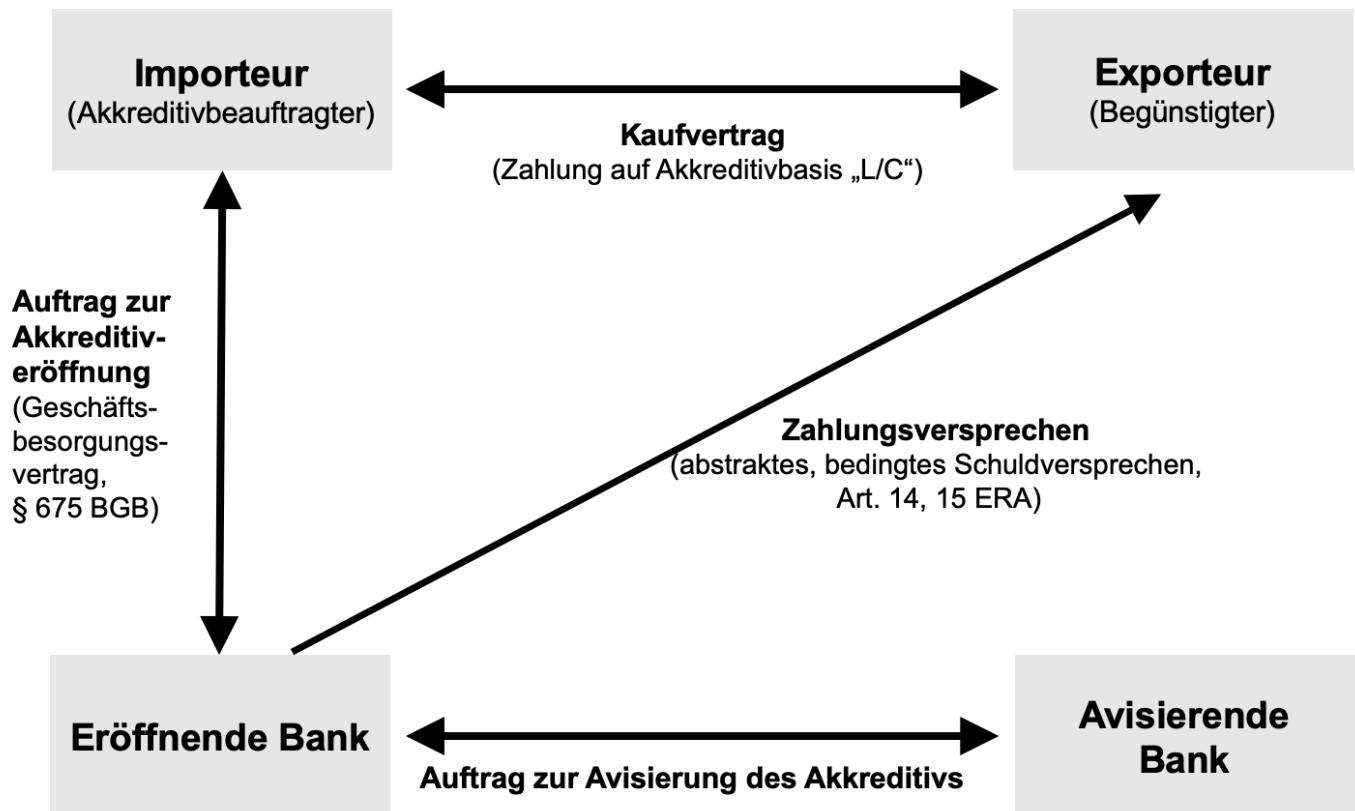 Importeur
(Akkreditivbeauftragter)
Exporteur
(Begünstigter)
Kaufvertrag
(Zahlung auf Akkreditivbasis „L/C“)
Auftrag zur
Akkreditiv-
eröffnung
(Geschäfts-
besorgungs-
vertrag,
§ 675 BGB)
Zahlungsversprechen
(abstraktes, bedingtes Schuldversprechen,
Art. 14, 15 ERA)
Eröffnende Bank
Avisierende
Bank
Auftrag zur Avisierung des Akkreditivs